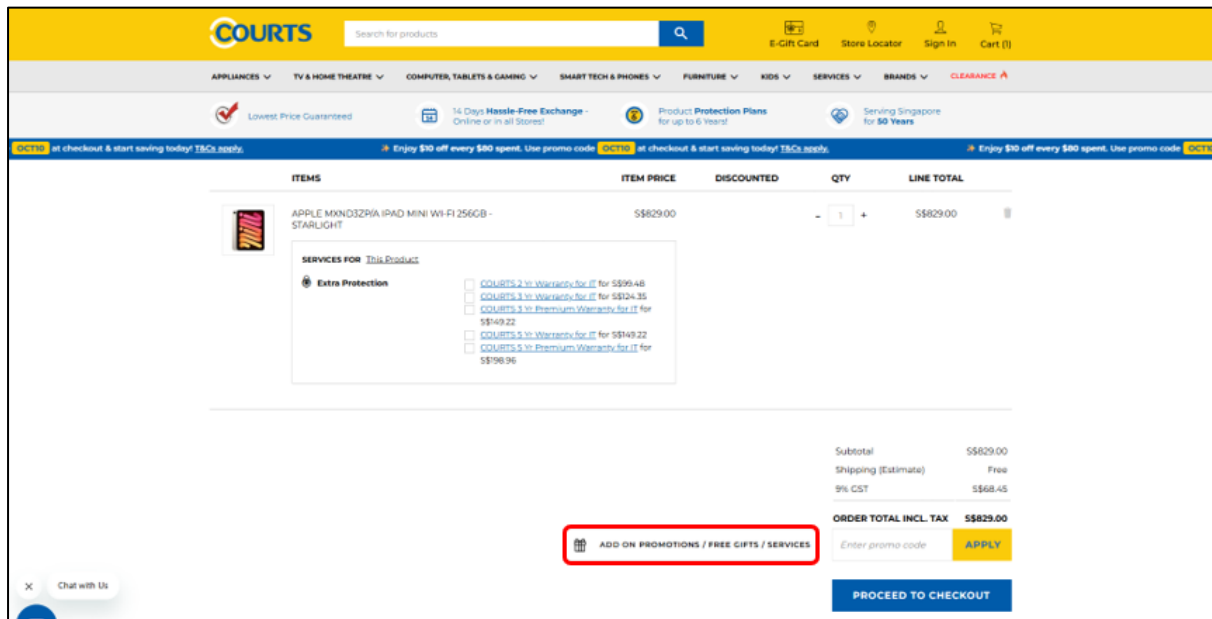 COURTS
Search for products
E-Gift Card
Store Locator
Sign In
Cart (1)
APPLIANCES
TV & HOME THEATRE
COMPUTER, TABLETS & GAMING
SMART TECH & PHONES
FURNITURE
KIDS
SERVICES
BRANDS
CLEARANCE
Lowest Price Guaranteed
14 Days Hassle-Free Exchange -
Online or in all Stores!
Product Protection Plans
for up to 6 Years!
Serving Singapore
for 50 Years
OCT10 at checkout & start saving today! T&Cs apply.
Enjoy $10 off every $80 spent. Use promo code OCT10 at checkout & start saving today! T&Cs apply.
Enjoy $10 off every $80 spent. Use promo code OCT10
ITEMS
ITEM PRICE
DISCOUNTED
QTY
LINE TOTAL
APPLE MXND3ZP/A IPAD MINI WI-FI 256GB -
STARLIGHT
S$829.00
- 1 +
S$829.00
SERVICES FOR This Product
Extra Protection
COURTS 2 Yr Warranty for IT for S$99.48
COURTS 3 Yr Warranty for IT for S$124.35
COURTS 3 Yr Premium Warranty for IT for
S$149.22
COURTS 5 Yr Warranty for IT for S$149.22
COURTS 5 Yr Premium Warranty for IT for
S$198.96
Subtotal S$829.00
Shipping (Estimate) Free
9% GST S$68.45
ORDER TOTAL INCL. TAX S$829.00
ADD ON PROMOTIONS / FREE GIFTS / SERVICES
Enter promo code
APPLY
Chat with Us
PROCEED TO CHECKOUT